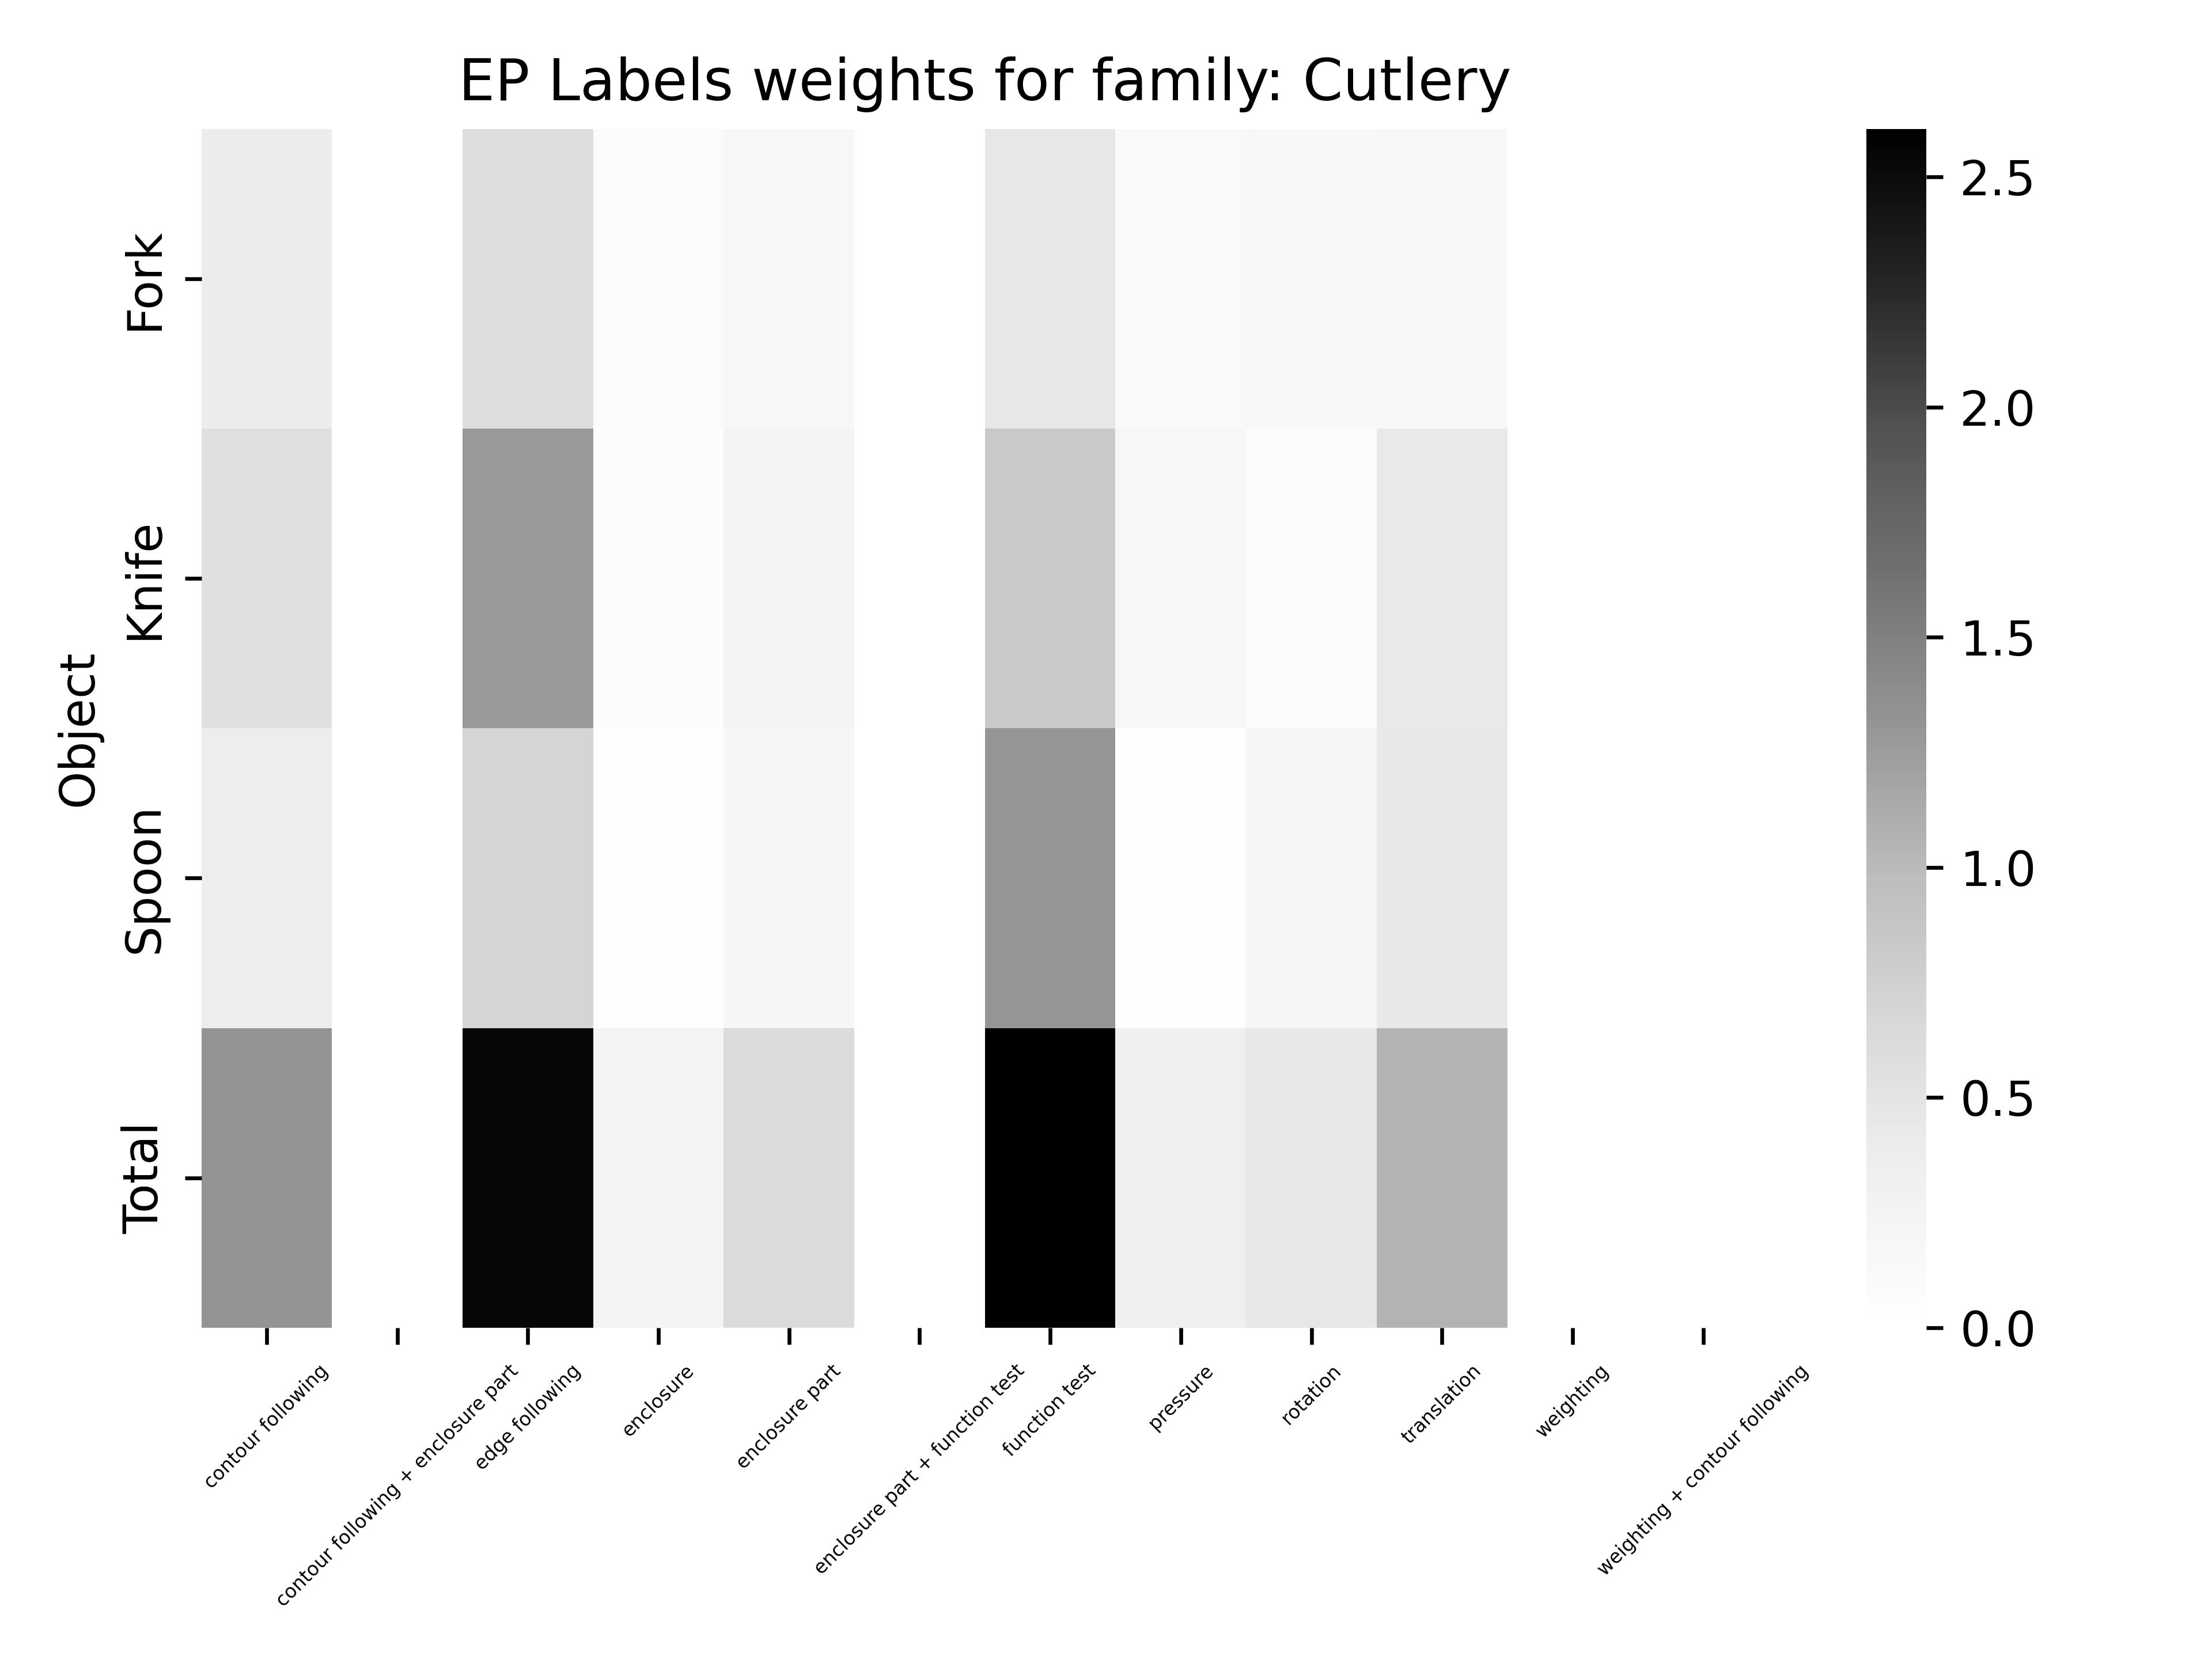 EP Labels weights for family: Cutlery
Object
Fork
Knife
Spoon
Total
contour following
contour following + enclosure part
edge following
enclosure
enclosure part
enclosure part + function test
function test
pressure
rotation
translation
weighting
weighting + contour following
2.5
2.0
1.5
1.0
0.5
0.0